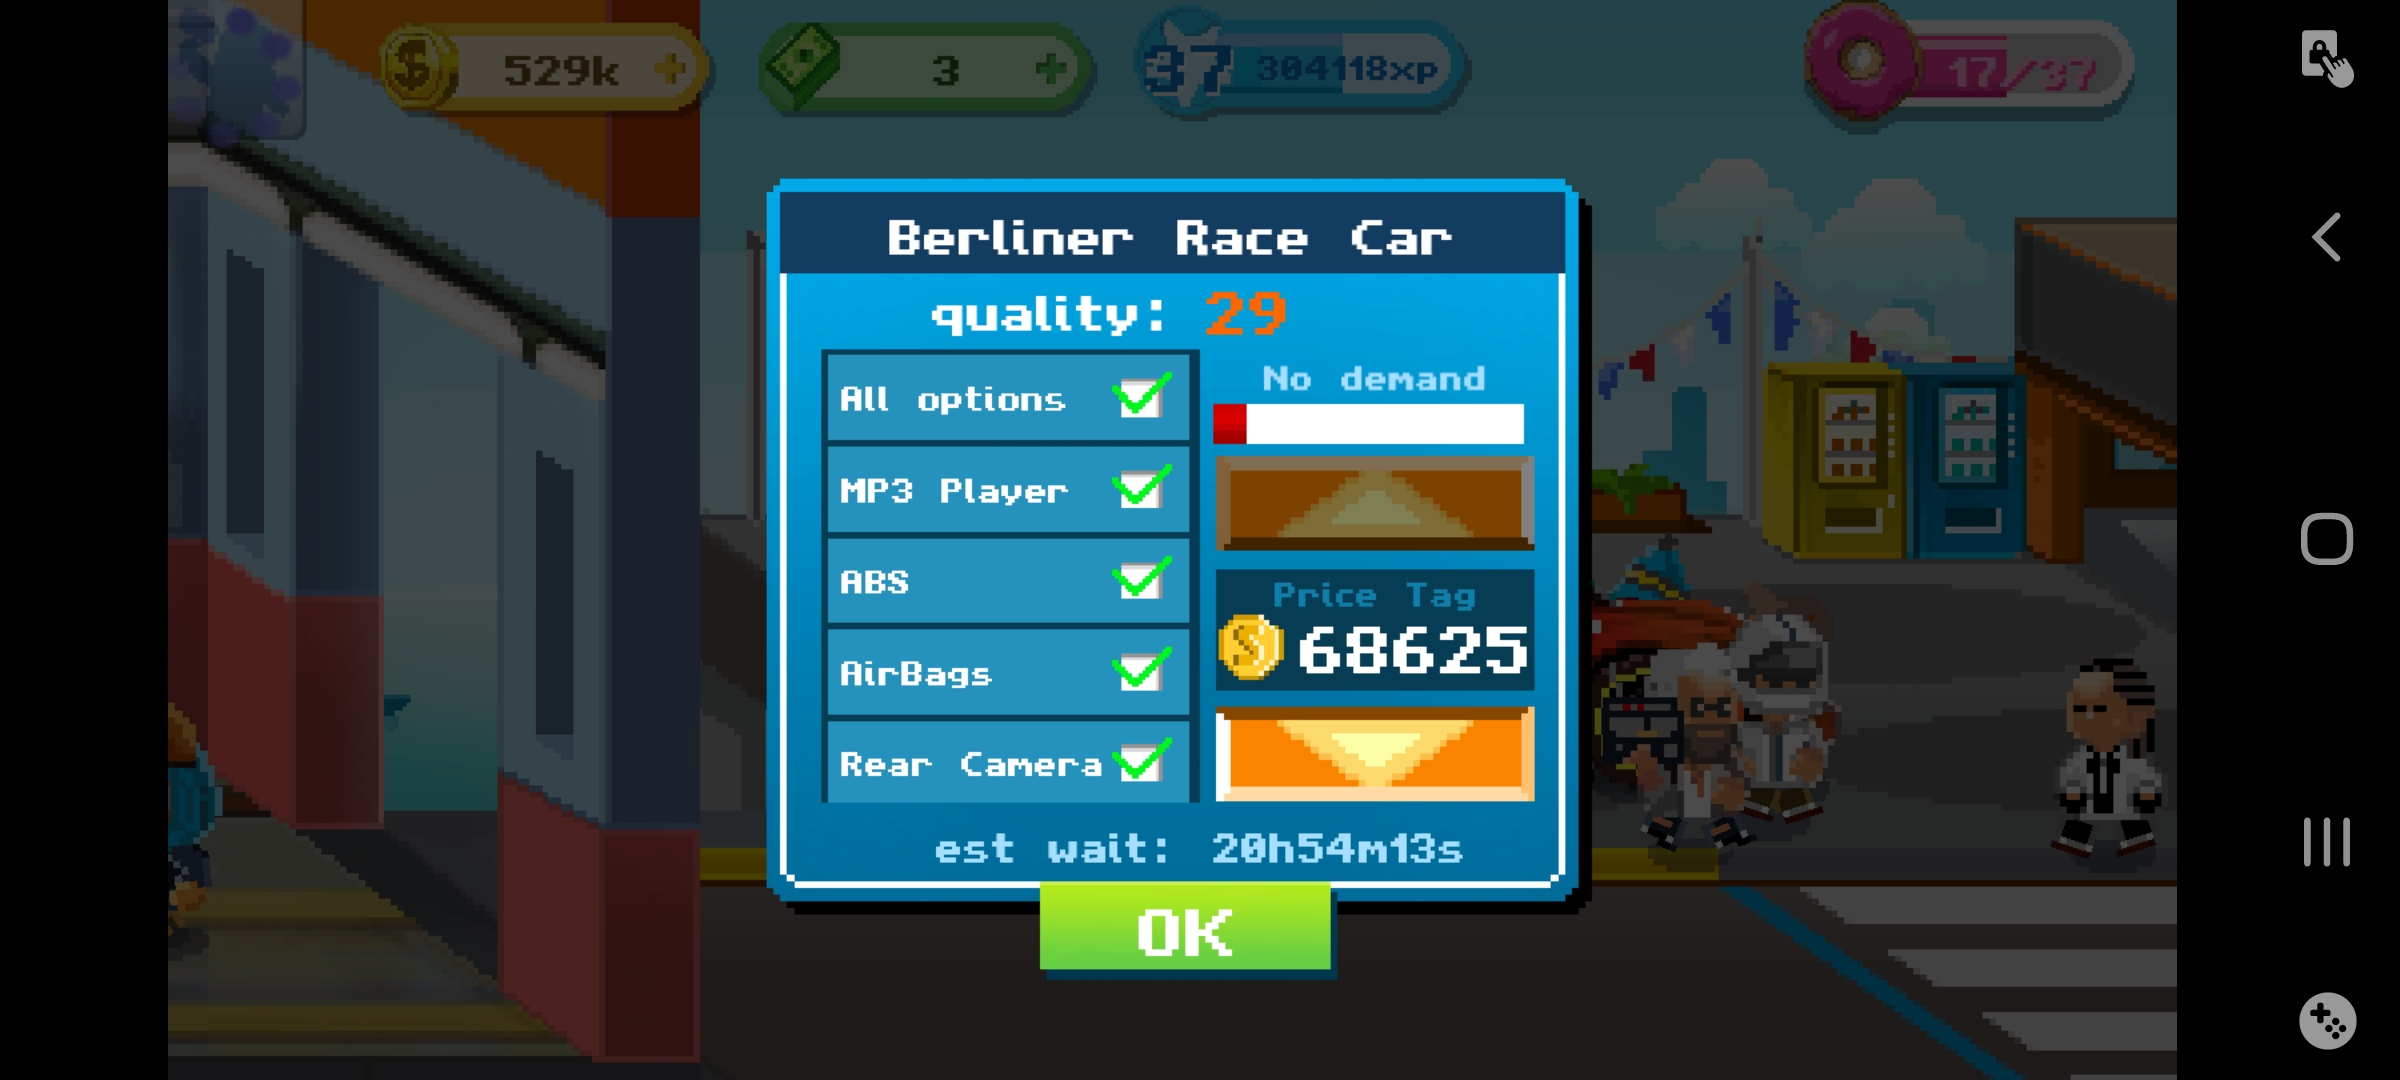 529k
3
37 304118xp
17/37
Berliner Race Car
quality: 29
All options
MP3 Player
ABS
AirBags
Rear Camera
No demand
Price Tag
68625
est wait: 20h54m13s
OK